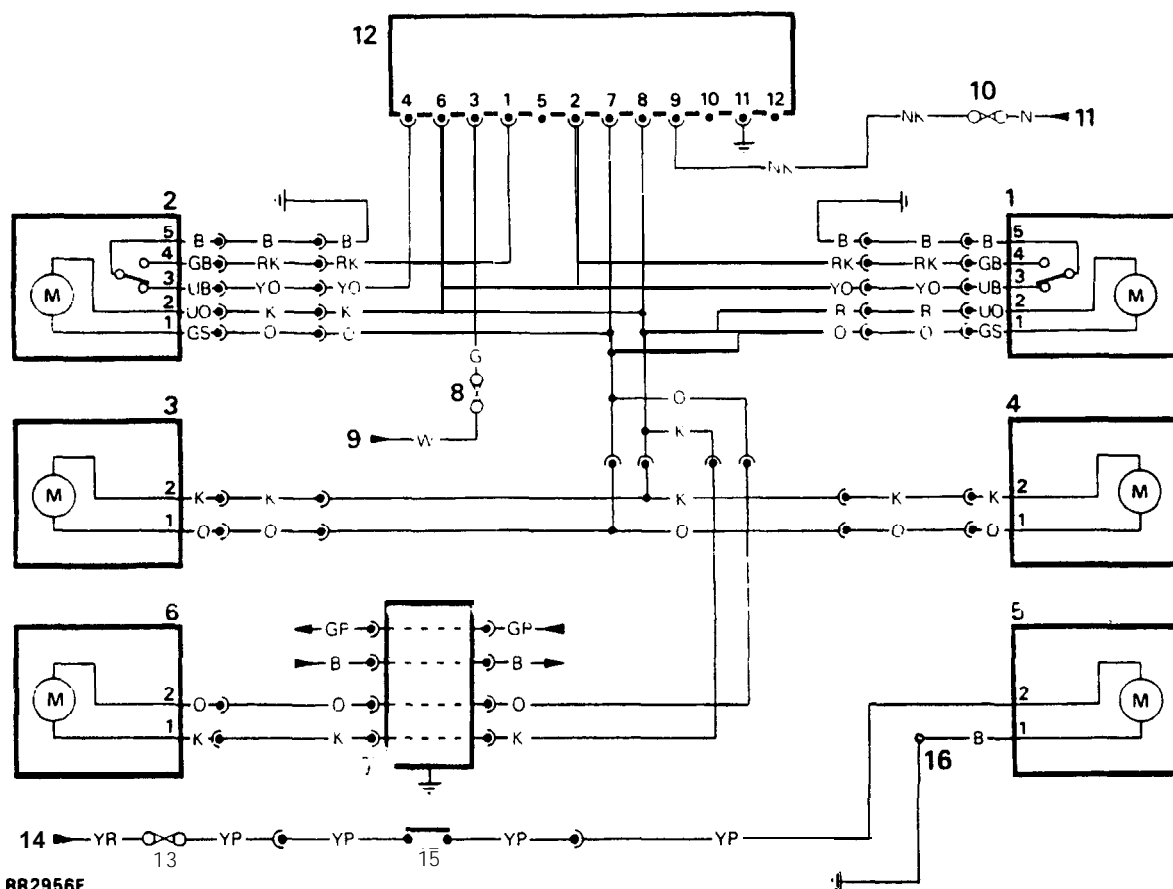 12
4 6 3 1 5 2 7 8 9 10 11 12
10
NK N 11
NK
2
1
5 B B B B B B 5
4 GB RK RK RK RK GB 4
3 UB YO YO YO YO UB 3
2 UO K K R R UO 2
1 GS O O O O GS 1
M
M
G
8
9 W
O
K
3
4
M
M
2 K K K K K 2
1 O O O O O 1
6
5
GP GP
B B
M
M
2 O O O 2
1 K K K B 1
7
16
14 YR YP YP YP YP
13 15
RR2956E